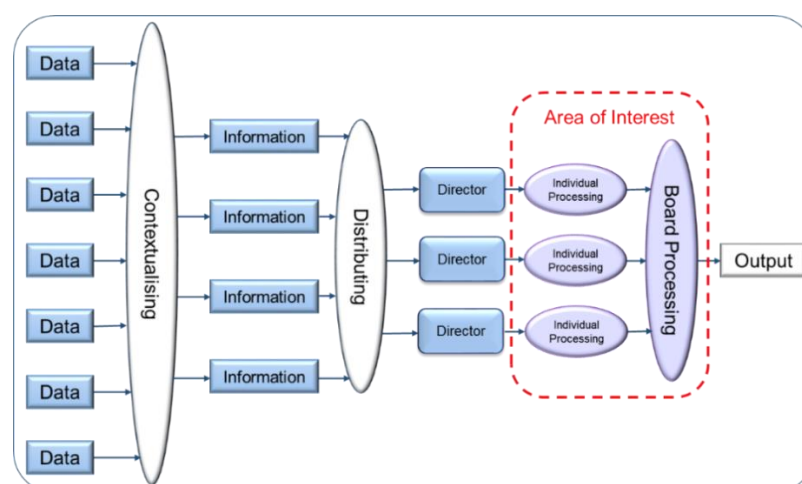 Data
Data
Data
Data
Data
Data
Data
Contextualising
Information
Information
Information
Information
Distributing
Director
Director
Director
Area of Interest
Individual
Processing
Individual
Processing
Individual
Processing
Board Processing
Output